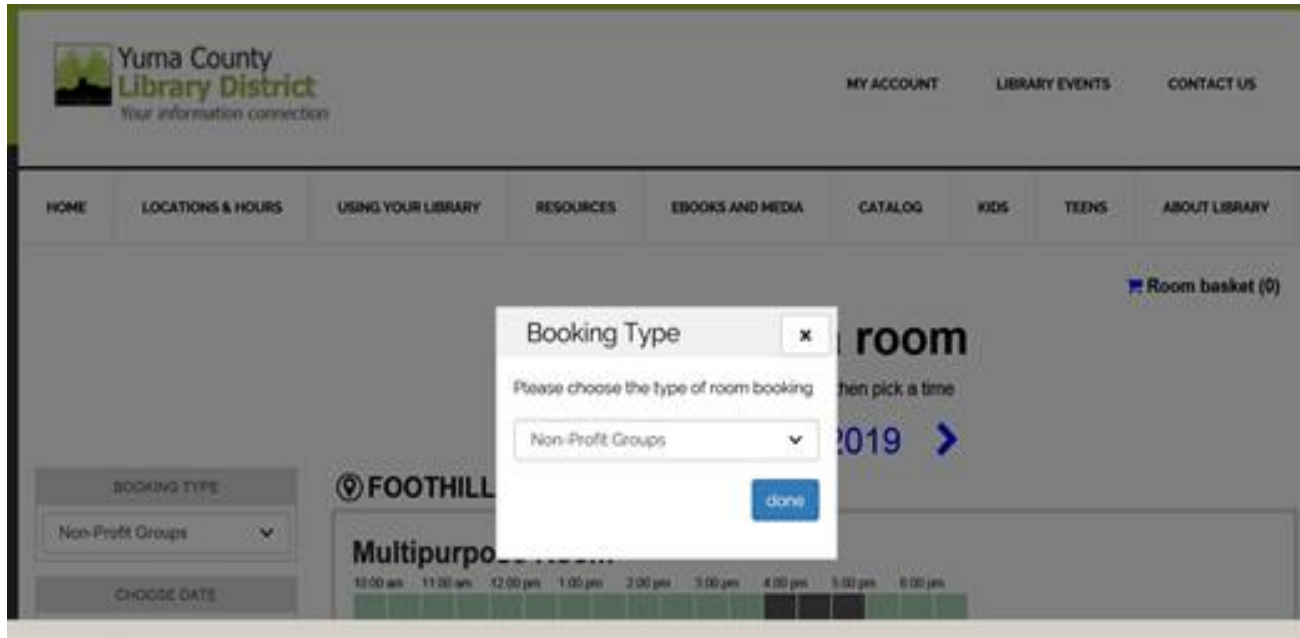 Yuma County
Library District
Your information connection
MY ACCOUNT LIBRARY EVENTS CONTACT US
HOME LOCATIONS & HOURS USING YOUR LIBRARY RESOURCES EBOOKS AND MEDIA CATALOG KIDS TEENS ABOUT LIBRARY
Room basket (0)
Booking Type ×
room
Please choose the type of room booking
then pick a time
Non-Profit Groups
2019
done
BOOKING TYPE
FOOTHILL
Non-Profit Groups
Multipurpose Room
10:00 am 11:00 am 12:00 pm 1:00 pm 2:00 pm 3:00 pm 4:00 pm 5:00 pm 6:00 pm
CHOOSE DATE